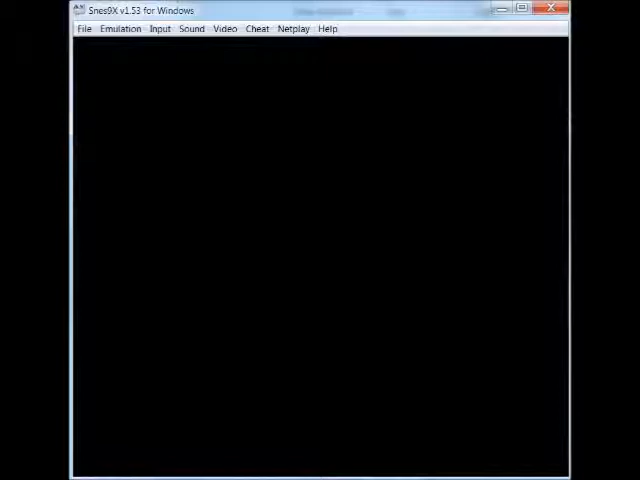 Snes9X v1.53 for Windows
File Emulation Input Sound Video Cheat Netplay Help